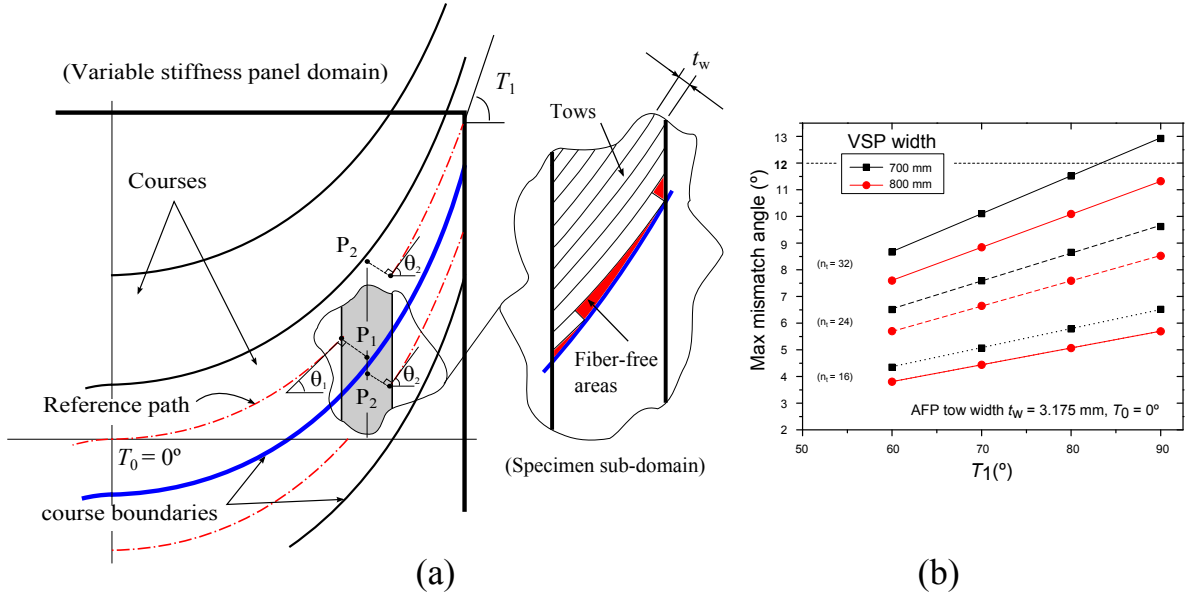 (Variable stiffness panel domain)
T1
tw
Tows
Courses
P2
θ2
P1
θ1
θ2
P2
Reference path
T0 = 0º
Fiber-free
areas
(Specimen sub-domain)
course boundaries
(a)
VSP width
700 mm
800 mm
Max mismatch angle (º)
13
12
11
10
9
8
7
6
5
4
3
2
(nt = 32)
(nt = 24)
(nt = 16)
AFP tow width tw = 3.175 mm, T0 = 0º
50 60 70 80 90
T1(º)
(b)